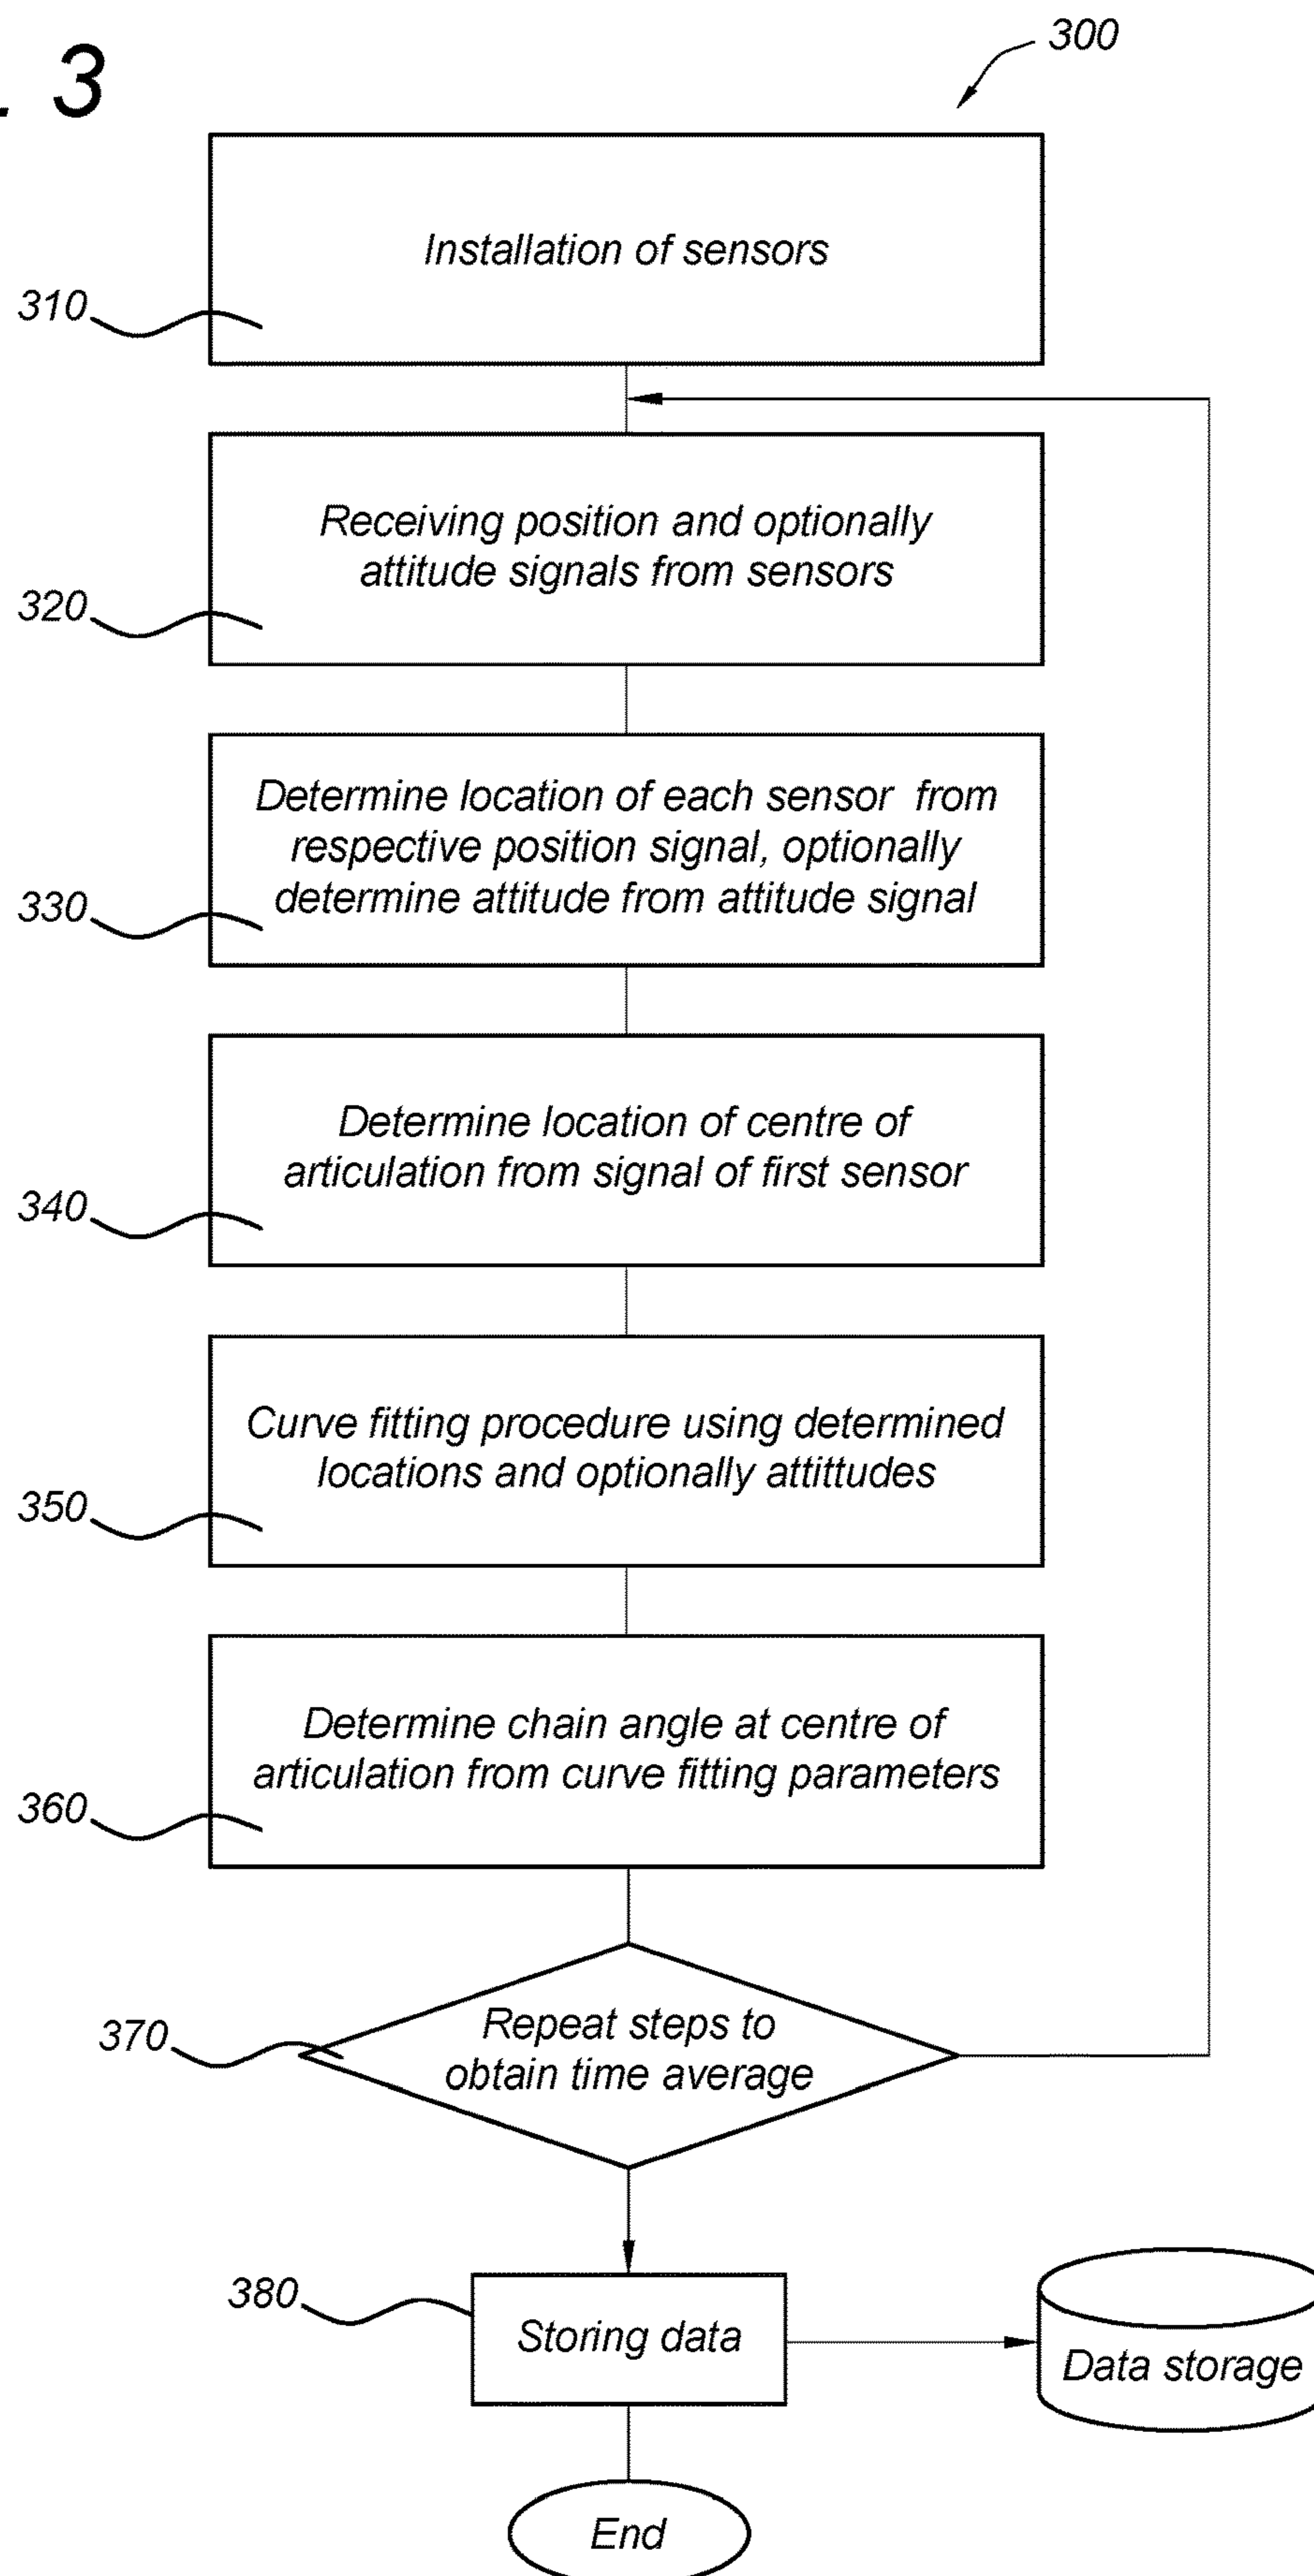 . 3
300
Installation of sensors
310
Receiving position and optionally
attitude signals from sensors
320
Determine location of each sensor from
respective position signal, optionally
determine attitude from attitude signal
330
Determine location of centre of
articulation from signal of first sensor
340
Curve fitting procedure using determined
locations and optionally attittudes
350
Determine chain angle at centre of
articulation from curve fitting parameters
360
370
Repeat steps to
obtain time average
380
Storing data
Data storage
End